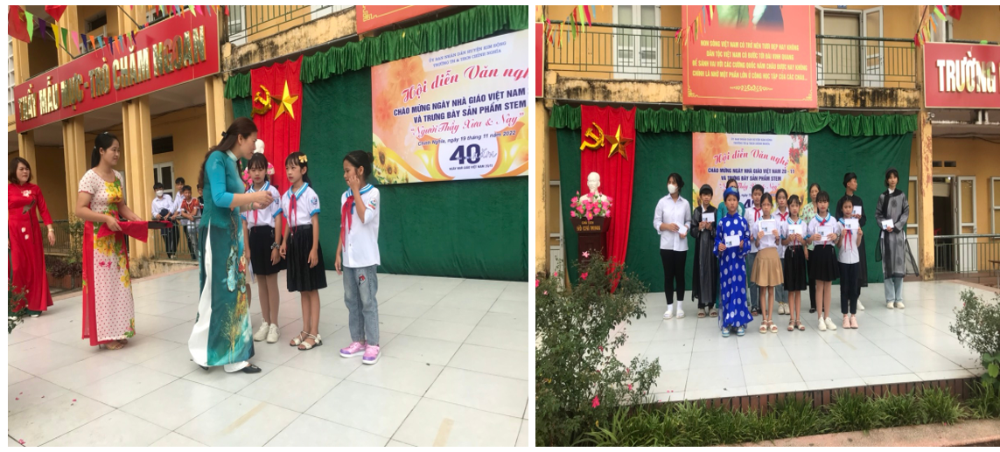 THẦY MẪU MỰC - TRÒ CHĂM NGOAN
ỦY BAN NHÂN DÂN HUYỆN KIM ĐỘNG
TRƯỜNG TH & THCS CHÍNH NGHĨA
Hội diễn Văn ngh
CHÀO MỪNG NGÀY NHÀ GIÁO VIỆT NAM
VÀ TRƯNG BÀY SẢN PHẨM STEM
"Người Thầy Xưa & Nay"
Chính Nghĩa, ngày 19 tháng 11 năm 2022
40
NGÀY NHÀ GIÁO VIỆT NAM
NON SÔNG VIỆT NAM CÓ TRỞ NÊN TƯƠI ĐẸP HAY KHÔNG
DÂN TỘC VIỆT NAM CÓ BƯỚC TỚI ĐÀI VINH QUANG
ĐỂ SÁNH VAI VỚI CÁC CƯỜNG QUỐC NĂM CHÂU ĐƯỢC HAY KHÔNG
CHÍNH LÀ NHỜ MỘT PHẦN LỚN Ở CÔNG HỌC TẬP CỦA CÁC CHÁU...
TRƯỜNG
Hội diễn Văn ngh
CHÀO MỪNG NGÀY NHÀ GIÁO VIỆT NAM 20 - 11
VÀ TRƯNG BÀY SẢN PHẨM STEM
HỒ CHÍ MINH